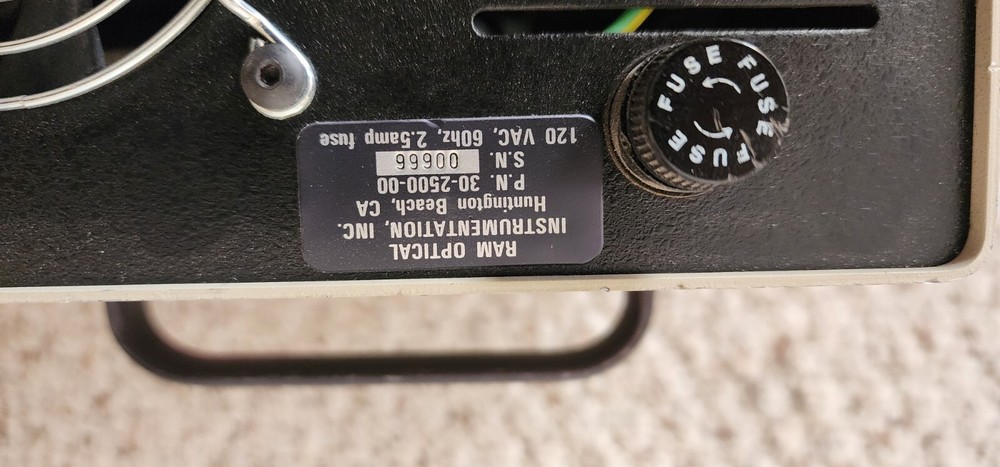 RAM OPTICAL
INSTRUMENTATION, INC.
Huntington Beach, CA
P.N. 30-2500-00
S.N. 00666
120 VAC, 60hz, 2.5amp fuse
FUSE FUSE FUSE